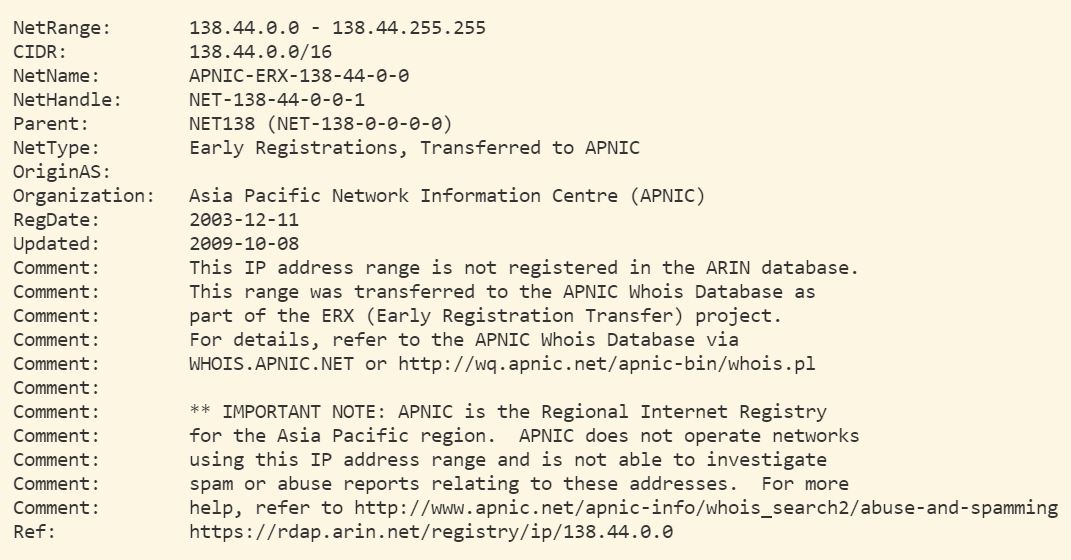 NetRange:       138.44.0.0 - 138.44.255.255
CIDR:           138.44.0.0/16
NetName:        APNIC-ERX-138-44-0-0
NetHandle:      NET-138-44-0-0-1
Parent:         NET138 (NET-138-0-0-0-0)
NetType:        Early Registrations, Transferred to APNIC
OriginAS:
Organization:   Asia Pacific Network Information Centre (APNIC)
RegDate:        2003-12-11
Updated:        2009-10-08
Comment:        This IP address range is not registered in the ARIN database.
Comment:        This range was transferred to the APNIC Whois Database as
Comment:        part of the ERX (Early Registration Transfer) project.
Comment:        For details, refer to the APNIC Whois Database via
Comment:        WHOIS.APNIC.NET or http://wq.apnic.net/apnic-bin/whois.pl
Comment:
Comment:        ** IMPORTANT NOTE: APNIC is the Regional Internet Registry
Comment:        for the Asia Pacific region.  APNIC does not operate networks
Comment:        using this IP address range and is not able to investigate
Comment:        spam or abuse reports relating to these addresses.  For more
Comment:        help, refer to http://www.apnic.net/apnic-info/whois_search2/abuse-and-spamming
Ref:            https://rdap.arin.net/registry/ip/138.44.0.0